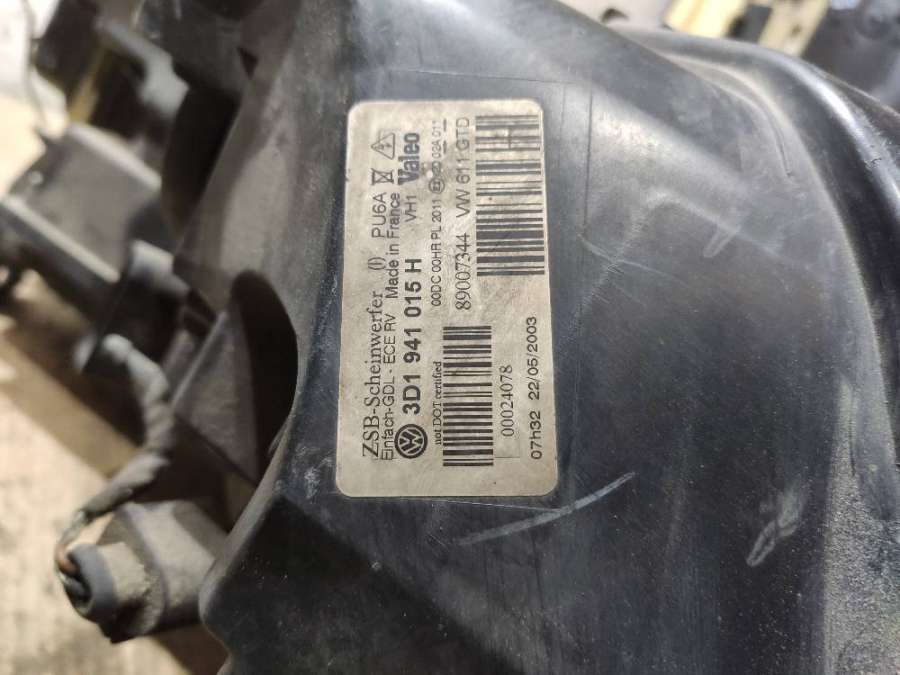 ZSB-Scheinwerfer (l) PU6A
Einfach-GDL - ECE RV Made in France
3D1 941 015 H VH1 Valeo
not DOT certified 00DC 00HR PL 2011
89007344 VW 611 GTD
00024078
07h32 22/05/2003